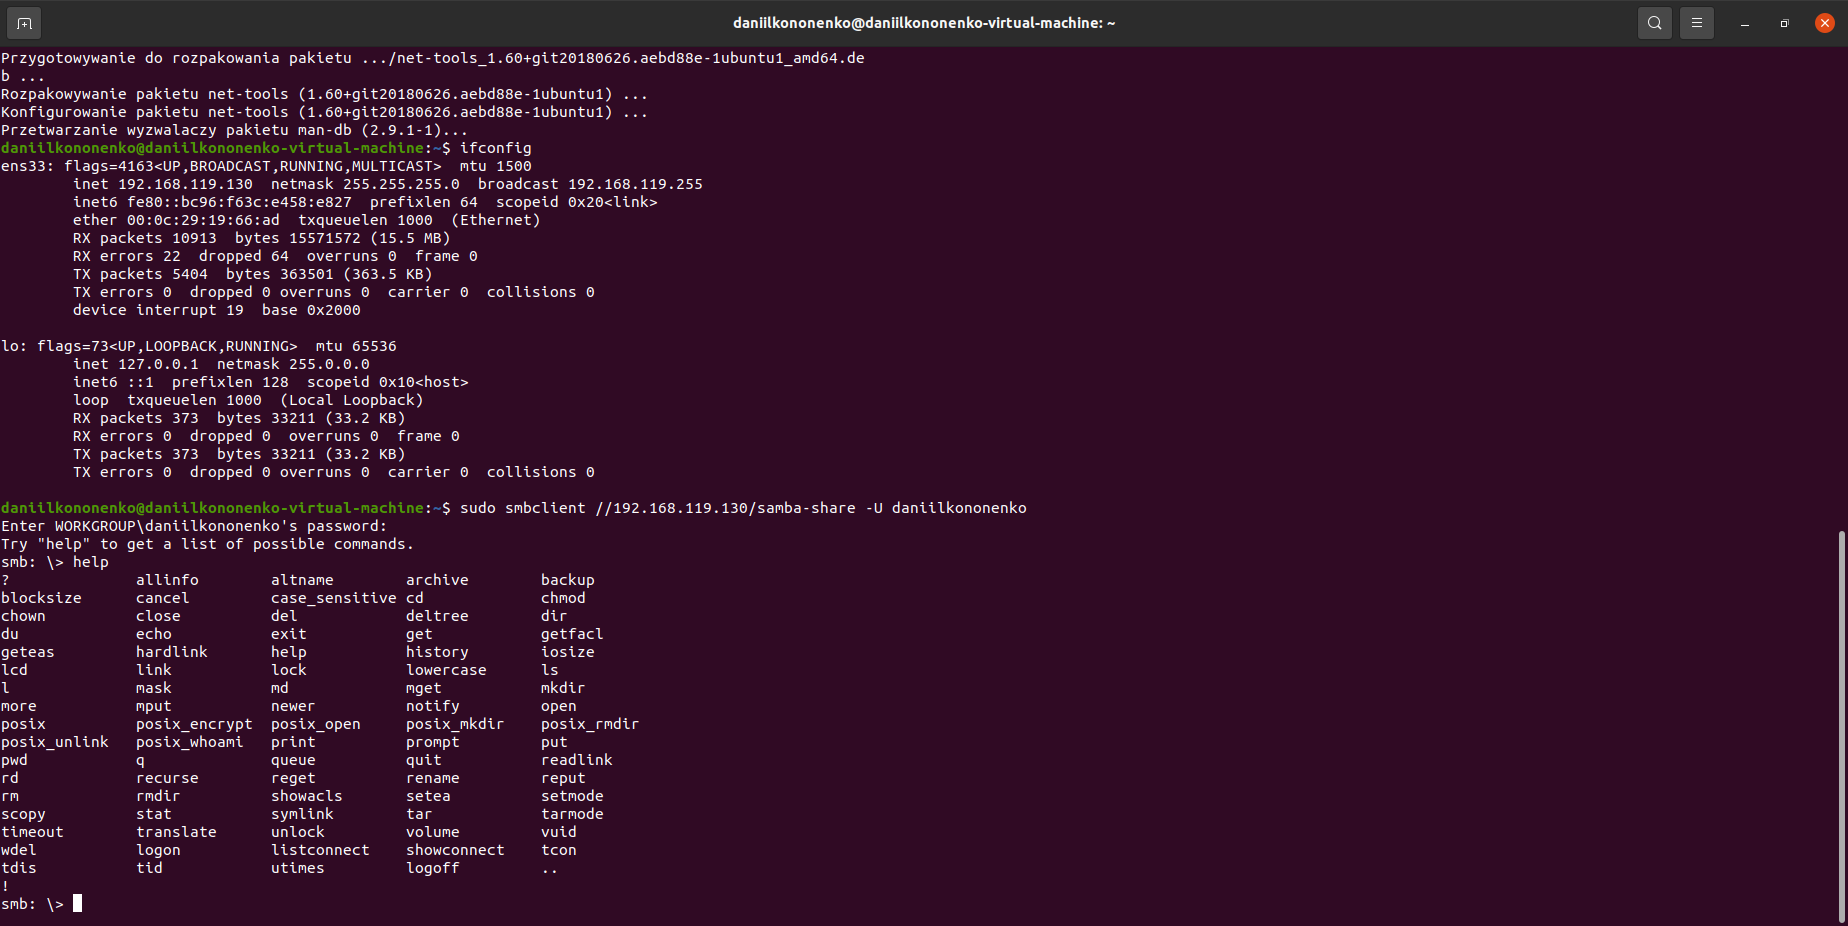 daniilkononenko@daniilkononenko-virtual-machine: ~
Przygotowywanie do rozpakowania pakietu .../net-tools_1.60+git20180626.aebd88e-1ubuntu1_amd64.de
b ...
Rozpakowywanie pakietu net-tools (1.60+git20180626.aebd88e-1ubuntu1) ...
Konfigurowanie pakietu net-tools (1.60+git20180626.aebd88e-1ubuntu1) ...
Przetwarzanie wyzwalaczy pakietu man-db (2.9.1-1)...
daniilkononenko@daniilkononenko-virtual-machine:~$ ifconfig
ens33: flags=4163<UP,BROADCAST,RUNNING,MULTICAST>  mtu 1500
        inet 192.168.119.130  netmask 255.255.255.0  broadcast 192.168.119.255
        inet6 fe80::bc96:f63c:e458:e827  prefixlen 64  scopeid 0x20<link>
        ether 00:0c:29:19:66:ad  txqueuelen 1000  (Ethernet)
        RX packets 10913  bytes 15571572 (15.5 MB)
        RX errors 22  dropped 64  overruns 0  frame 0
        TX packets 5404  bytes 363501 (363.5 KB)
        TX errors 0  dropped 0 overruns 0  carrier 0  collisions 0
        device interrupt 19  base 0x2000

lo: flags=73<UP,LOOPBACK,RUNNING>  mtu 65536
        inet 127.0.0.1  netmask 255.0.0.0
        inet6 ::1  prefixlen 128  scopeid 0x10<host>
        loop  txqueuelen 1000  (Local Loopback)
        RX packets 373  bytes 33211 (33.2 KB)
        RX errors 0  dropped 0  overruns 0  frame 0
        TX packets 373  bytes 33211 (33.2 KB)
        TX errors 0  dropped 0 overruns 0  carrier 0  collisions 0

daniilkononenko@daniilkononenko-virtual-machine:~$ sudo smbclient //192.168.119.130/samba-share -U daniilkononenko
Enter WORKGROUP\daniilkononenko's password:
Try "help" to get a list of possible commands.
smb: \> help
?              allinfo        altname        archive        backup
blocksize      cancel         case_sensitive cd             chmod
chown          close          del            deltree        dir
du             echo           exit           get            getfacl
geteas         hardlink       help           history        iosize
lcd            link           lock           lowercase      ls
l              mask           md             mget           mkdir
more           mput           newer          notify         open
posix          posix_encrypt  posix_open     posix_mkdir    posix_rmdir
posix_unlink   posix_whoami   print          prompt         put
pwd            q              queue          quit           readlink
rd             recurse        reget          rename         reput
rm             rmdir          showacls       setea          setmode
scopy          stat           symlink        tar            tarmode
timeout        translate      unlock         volume         vuid
wdel           logon          listconnect    showconnect    tcon
tdis           tid            utimes         logoff         ..
!
smb: \>